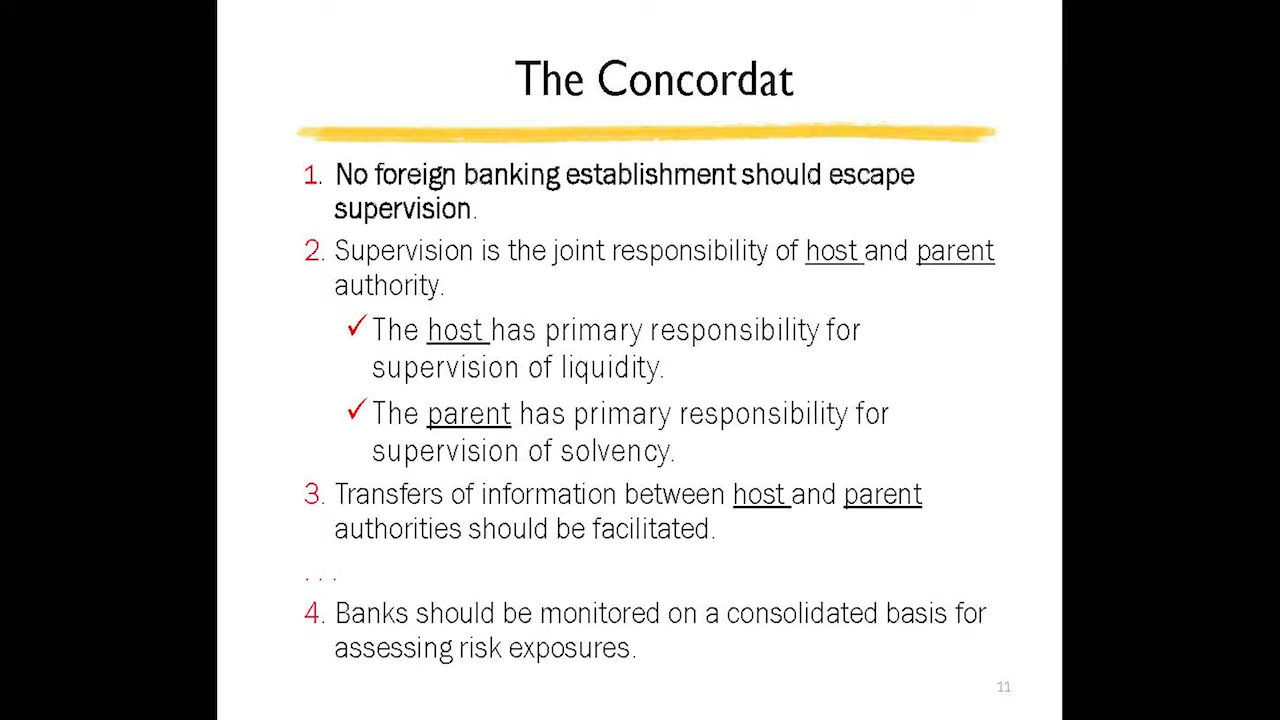 The Concordat
1. No foreign banking establishment should escape
supervision.
2. Supervision is the joint responsibility of host and parent
authority.
✓ The host has primary responsibility for
supervision of liquidity.
✓ The parent has primary responsibility for
supervision of solvency.
3. Transfers of information between host and parent
authorities should be facilitated.
. . .
4. Banks should be monitored on a consolidated basis for
assessing risk exposures.
11